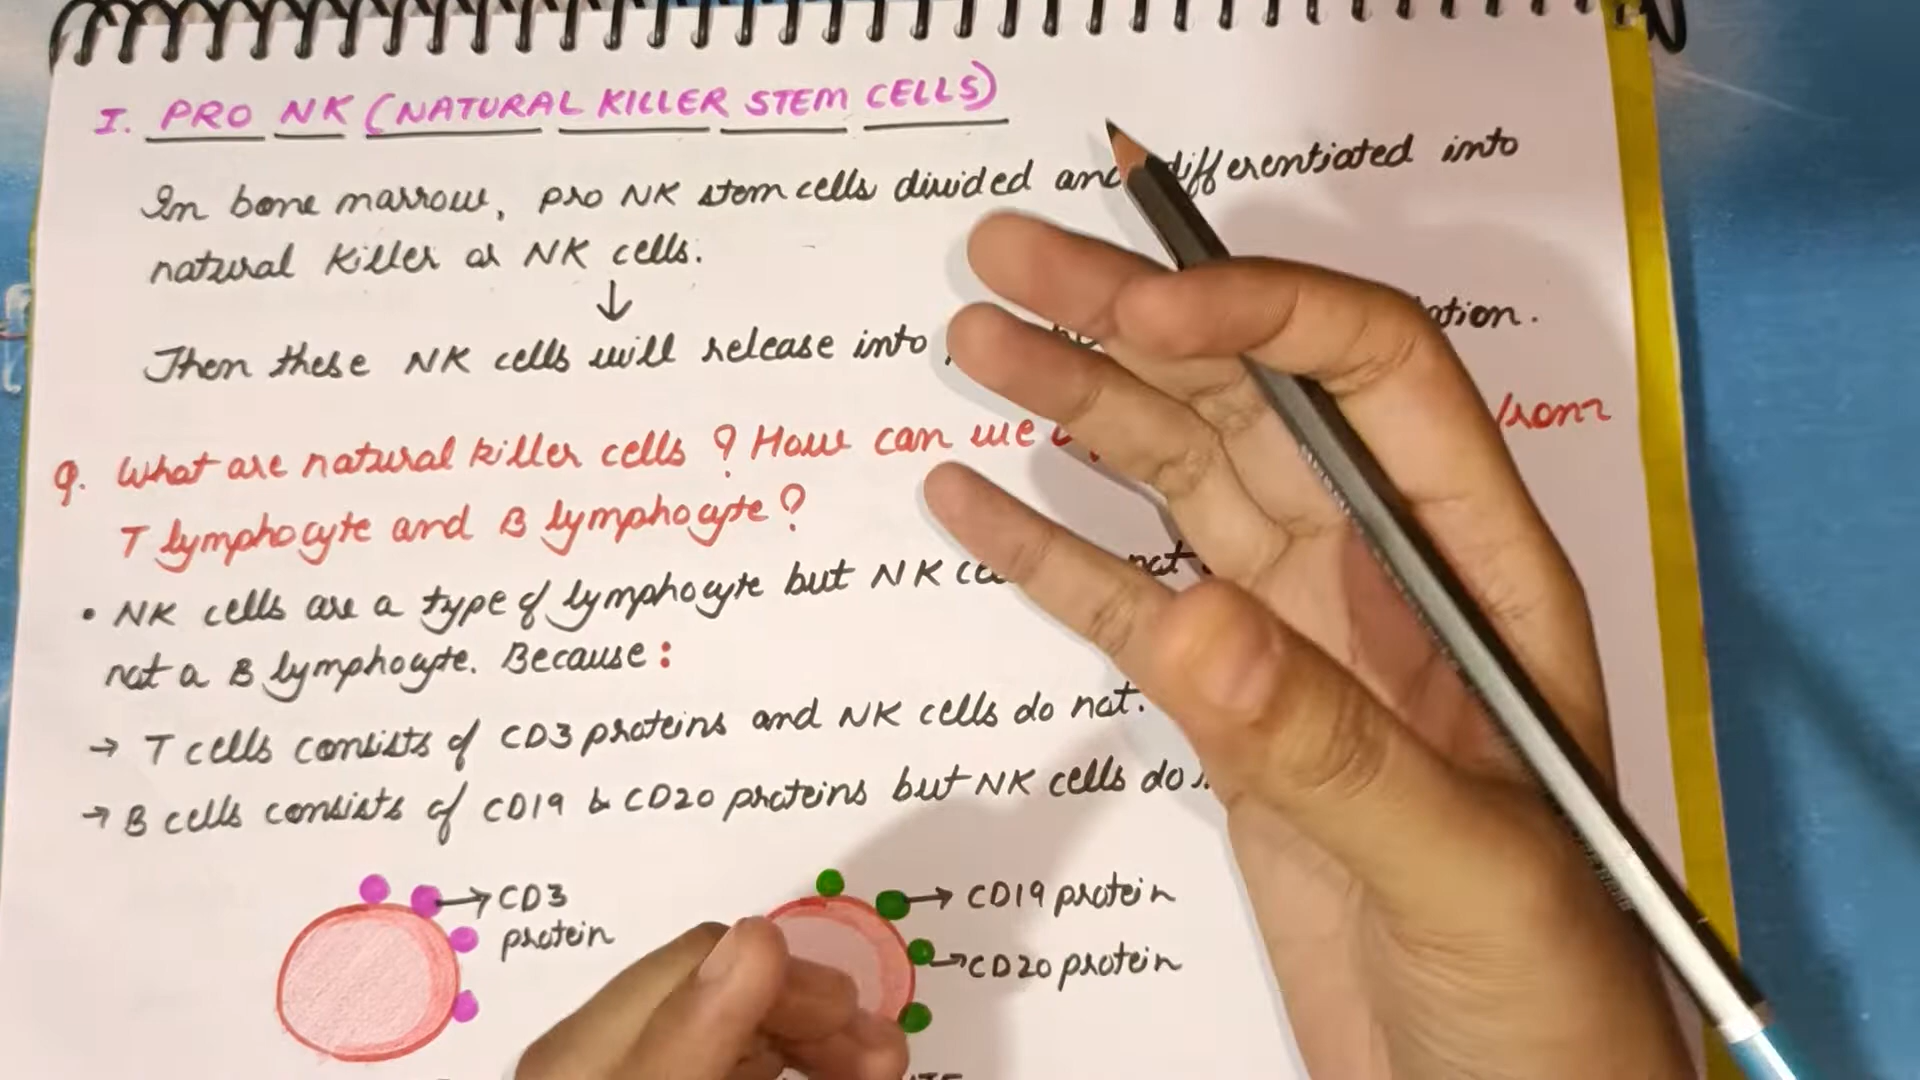 I. PRO NK (NATURAL KILLER STEM CELLS)
In bone marrow, pro NK stem cells divided and differentiated into
natural killer or NK cells.
↓
Then these NK cells will release into
Q. What are natural killer cells ? How can we
T lymphocyte and B lymphocyte ?
• NK cells are a type of lymphocyte but NK not
not a B lymphocyte. Because :
→ T cells consists of CD3 proteins and NK cells do not.
→ B cells consists of CD19 & CD20 proteins but NK cells do
→ CD3
protein
→ CD19 protein
→ CD20 protein